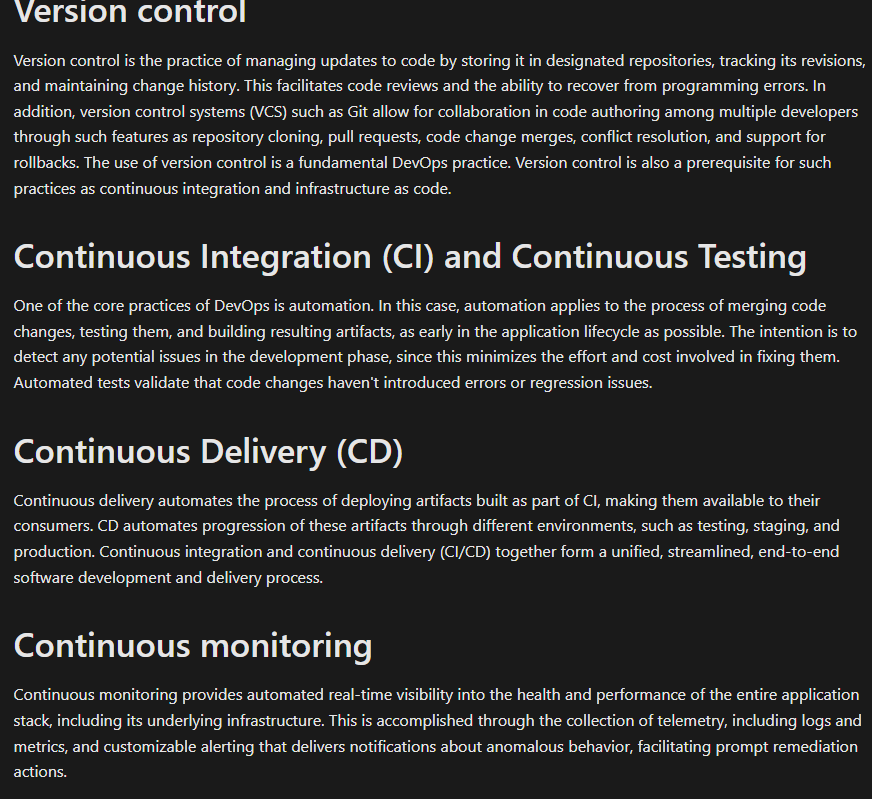 Version control
Version control is the practice of managing updates to code by storing it in designated repositories, tracking its revisions,
and maintaining change history. This facilitates code reviews and the ability to recover from programming errors. In
addition, version control systems (VCS) such as Git allow for collaboration in code authoring among multiple developers
through such features as repository cloning, pull requests, code change merges, conflict resolution, and support for
rollbacks. The use of version control is a fundamental DevOps practice. Version control is also a prerequisite for such
practices as continuous integration and infrastructure as code.
Continuous Integration (CI) and Continuous Testing
One of the core practices of DevOps is automation. In this case, automation applies to the process of merging code
changes, testing them, and building resulting artifacts, as early in the application lifecycle as possible. The intention is to
detect any potential issues in the development phase, since this minimizes the effort and cost involved in fixing them.
Automated tests validate that code changes haven't introduced errors or regression issues.
Continuous Delivery (CD)
Continuous delivery automates the process of deploying artifacts built as part of CI, making them available to their
consumers. CD automates progression of these artifacts through different environments, such as testing, staging, and
production. Continuous integration and continuous delivery (CI/CD) together form a unified, streamlined, end-to-end
software development and delivery process.
Continuous monitoring
Continuous monitoring provides automated real-time visibility into the health and performance of the entire application
stack, including its underlying infrastructure. This is accomplished through the collection of telemetry, including logs and
metrics, and customizable alerting that delivers notifications about anomalous behavior, facilitating prompt remediation
actions.